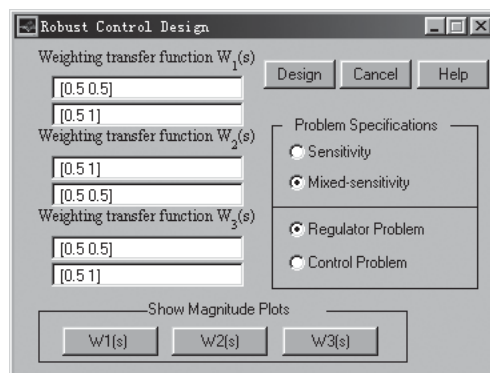 Robust Control Design
Weighting transfer function W1(s)
[0.5 0.5]
[0.5 1]
Weighting transfer function W2(s)
[0.5 1]
[0.5 0.5]
Weighting transfer function W3(s)
[0.5 0.5]
[0.5 1]
Design
Cancel
Help
Problem Specifications
Sensitivity
Mixed-sensitivity
Regulator Problem
Control Problem
Show Magnitude Plots
W1(s)
W2(s)
W3(s)